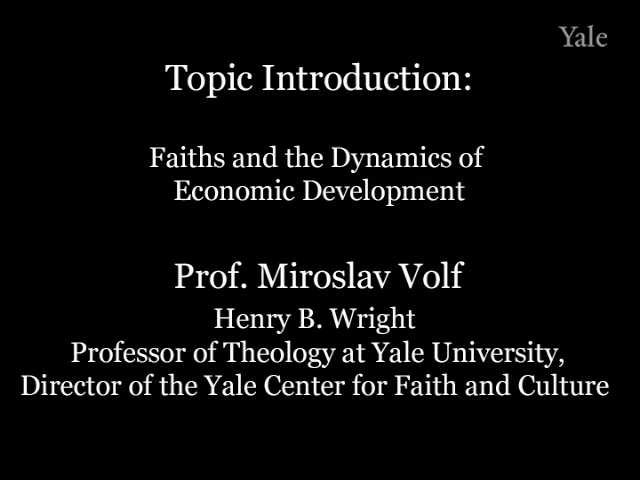 Yale
Topic Introduction:
Faiths and the Dynamics of
Economic Development
Prof. Miroslav Volf
Henry B. Wright
Professor of Theology at Yale University,
Director of the Yale Center for Faith and Culture